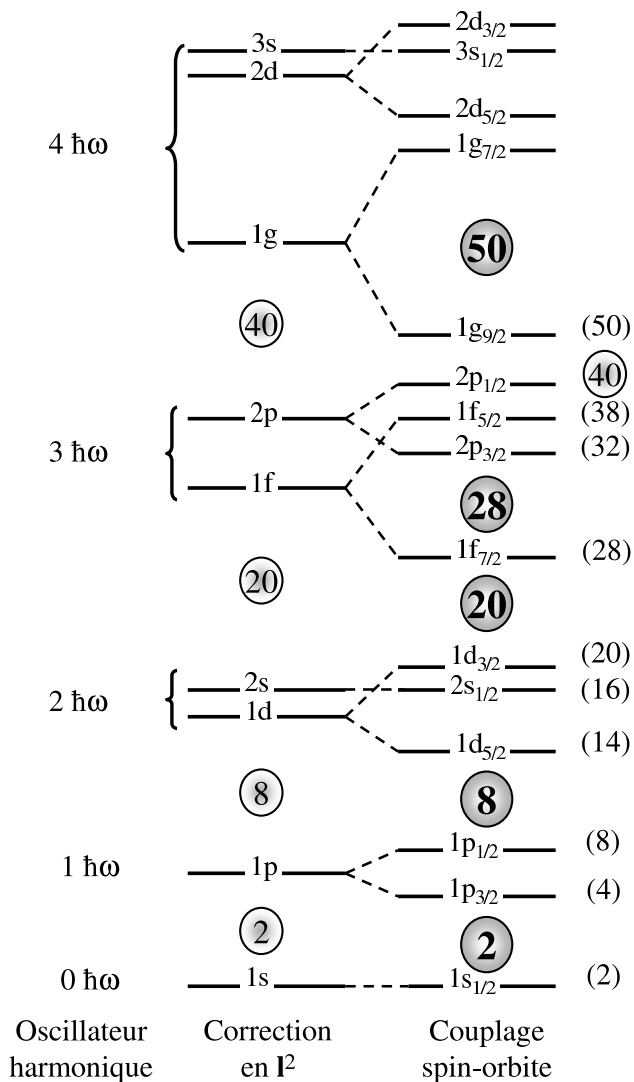 2d3/2
3s 3s1/2
2d
2d5/2
4 ħω 1g7/2
1g 50
40 1g9/2 (50)
2p1/2 40
2p 1f5/2 (38)
3 ħω 2p3/2 (32)
1f 28
1f7/2 (28)
20 20
1d3/2 (20)
2s 2s1/2 (16)
2 ħω
1d
1d5/2 (14)
8 8
1p1/2 (8)
1 ħω 1p
1p3/2 (4)
2 2
0 ħω 1s 1s1/2 (2)
Oscillateur Correction Couplage
harmonique en l² spin-orbite